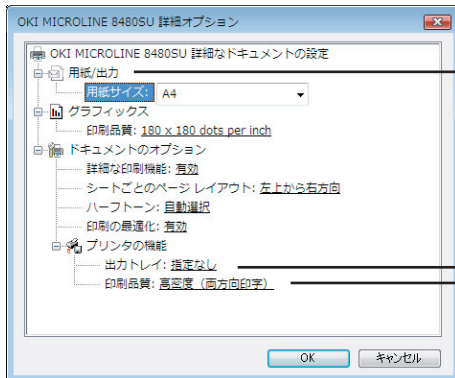 OKI MICROLINE 8480SU 詳細オプション
OKI MICROLINE 8480SU 詳細なドキュメントの設定
用紙/出力
用紙サイズ: A4
グラフィックス
印刷品質: 180 x 180 dots per inch
ドキュメントのオプション
詳細な印刷機能: 有効
シートごとのページ レイアウト: 左上から右方向
ハーフトーン: 自動選択
印刷の最適化: 有効
プリンタの機能
出力トレイ: 指定なし
印刷品質: 高密度（両方向印字）
OK キャンセル